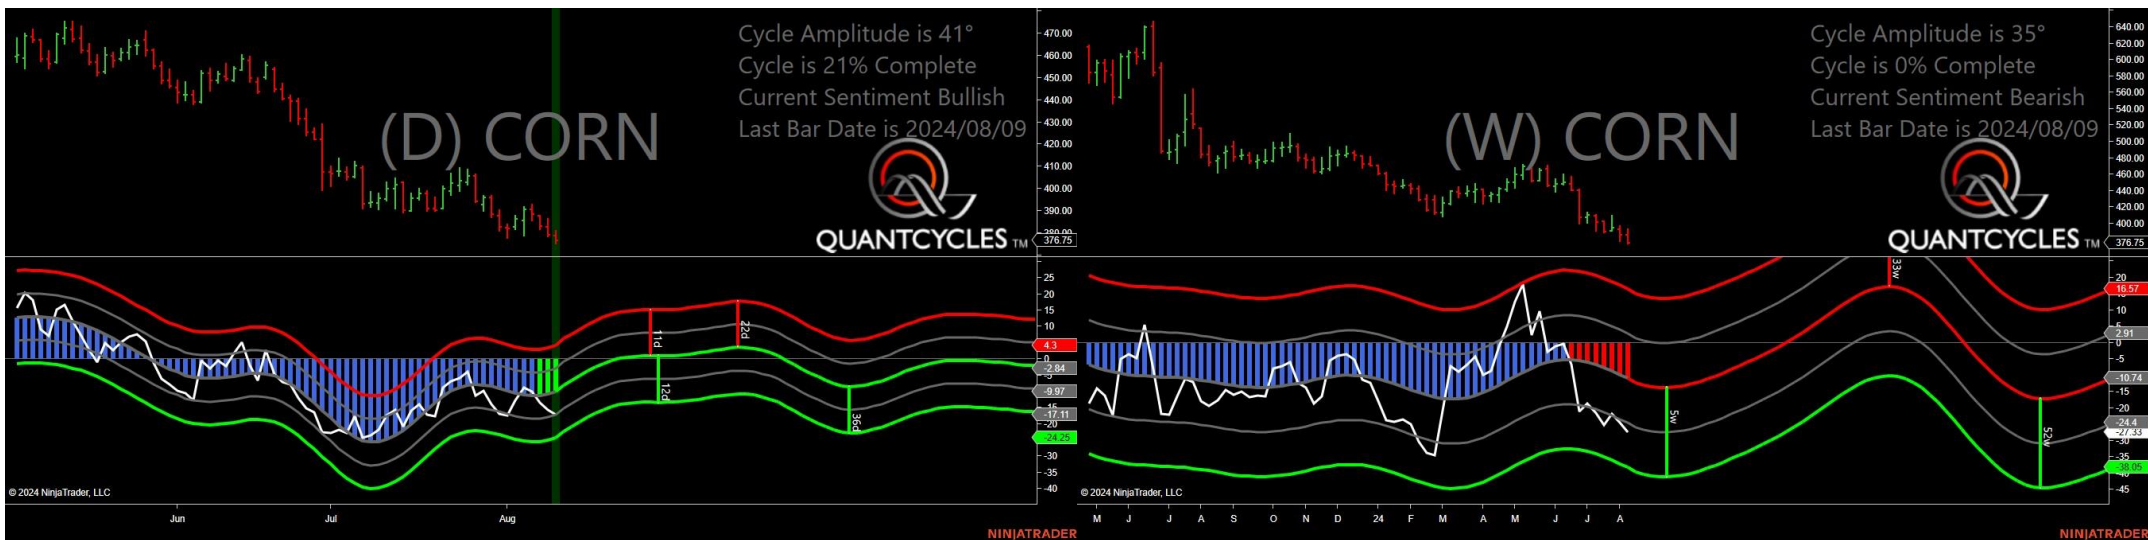 Cycle Amplitude is 41°
Cycle is 21% Complete
Current Sentiment Bullish
Last Bar Date is 2024/08/09
(D) CORN
QUANTCYCLES TM
470.00
460.00
450.00
440.00
430.00
420.00
410.00
400.00
390.00
376.75
25
20
15
10
5
0
4.3
-2.84
-9.97
-17.11
-20
-24.25
-30
-35
-40
11d
12d
22d
36d
© 2024 NinjaTrader, LLC
Jun
Jul
Aug
NINJATRADER
Cycle Amplitude is 35°
Cycle is 0% Complete
Current Sentiment Bearish
Last Bar Date is 2024/08/09
(W) CORN
QUANTCYCLES TM
640.00
620.00
600.00
580.00
560.00
540.00
520.00
500.00
480.00
460.00
440.00
420.00
400.00
376.75
20
16.57
10
5
2.91
0
-5
-10.74
-15
-20
-24.4
-27.33
-30
-35
-38.05
-45
33w
5w
52w
© 2024 NinjaTrader, LLC
M J J A S O N D 24 F M A M J J A
NINJATRADER